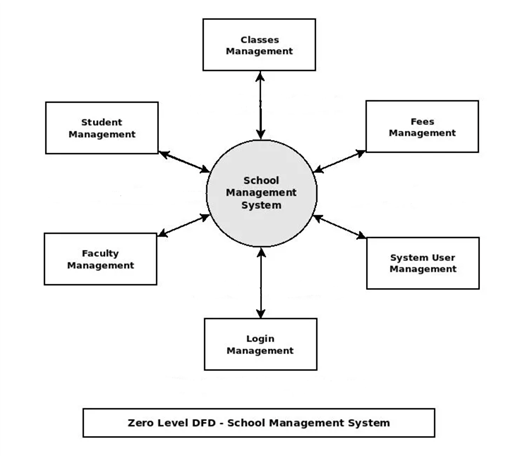 Classes
Management
Student
Management
Fees
Management
School
Management
System
Faculty
Management
System User
Management
Login
Management
Zero Level DFD - School Management System